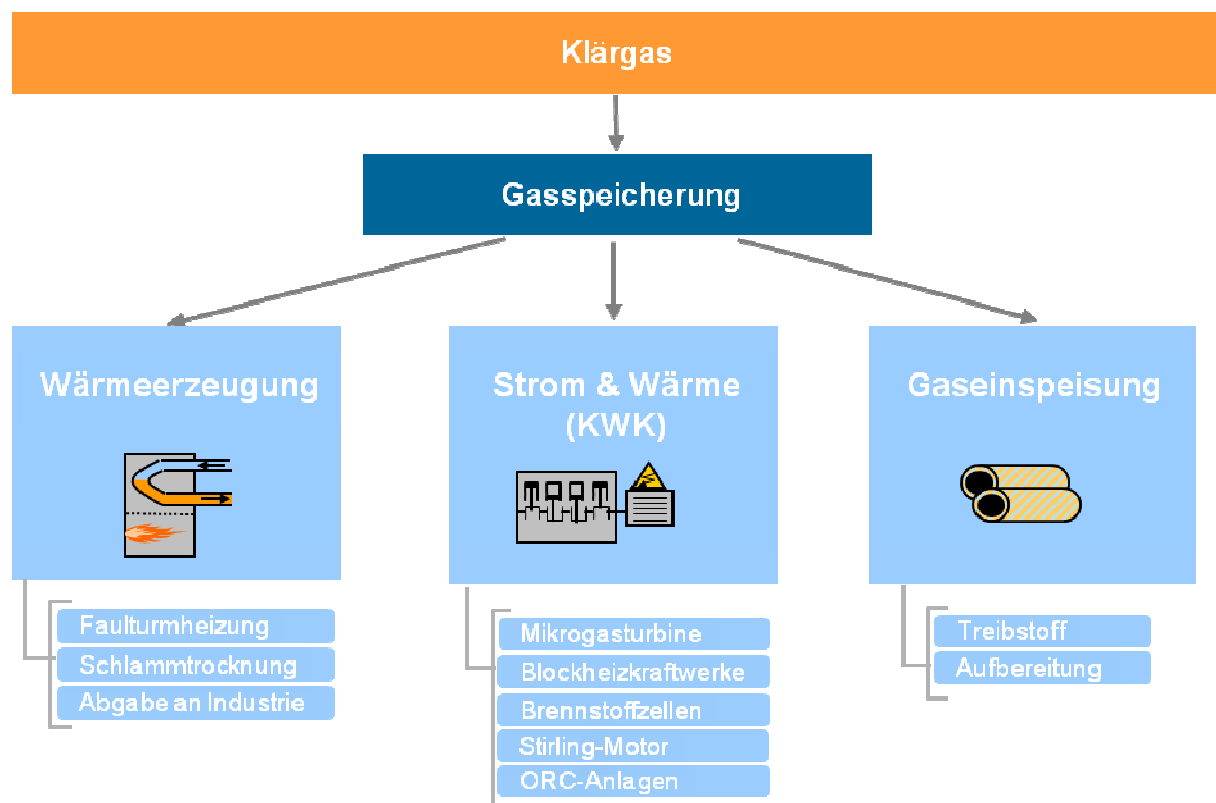 Klärgas
Gasspeicherung
Wärmeerzeugung
Faulturmheizung
Schlammtrocknung
Abgabe an Industrie
Strom & Wärme
(KWK)
Mikrogasturbine
Blockheizkraftwerke
Brennstoffzellen
Stirling-Motor
ORC-Anlagen
Gaseinspeisung
Treibstoff
Aufbereitung